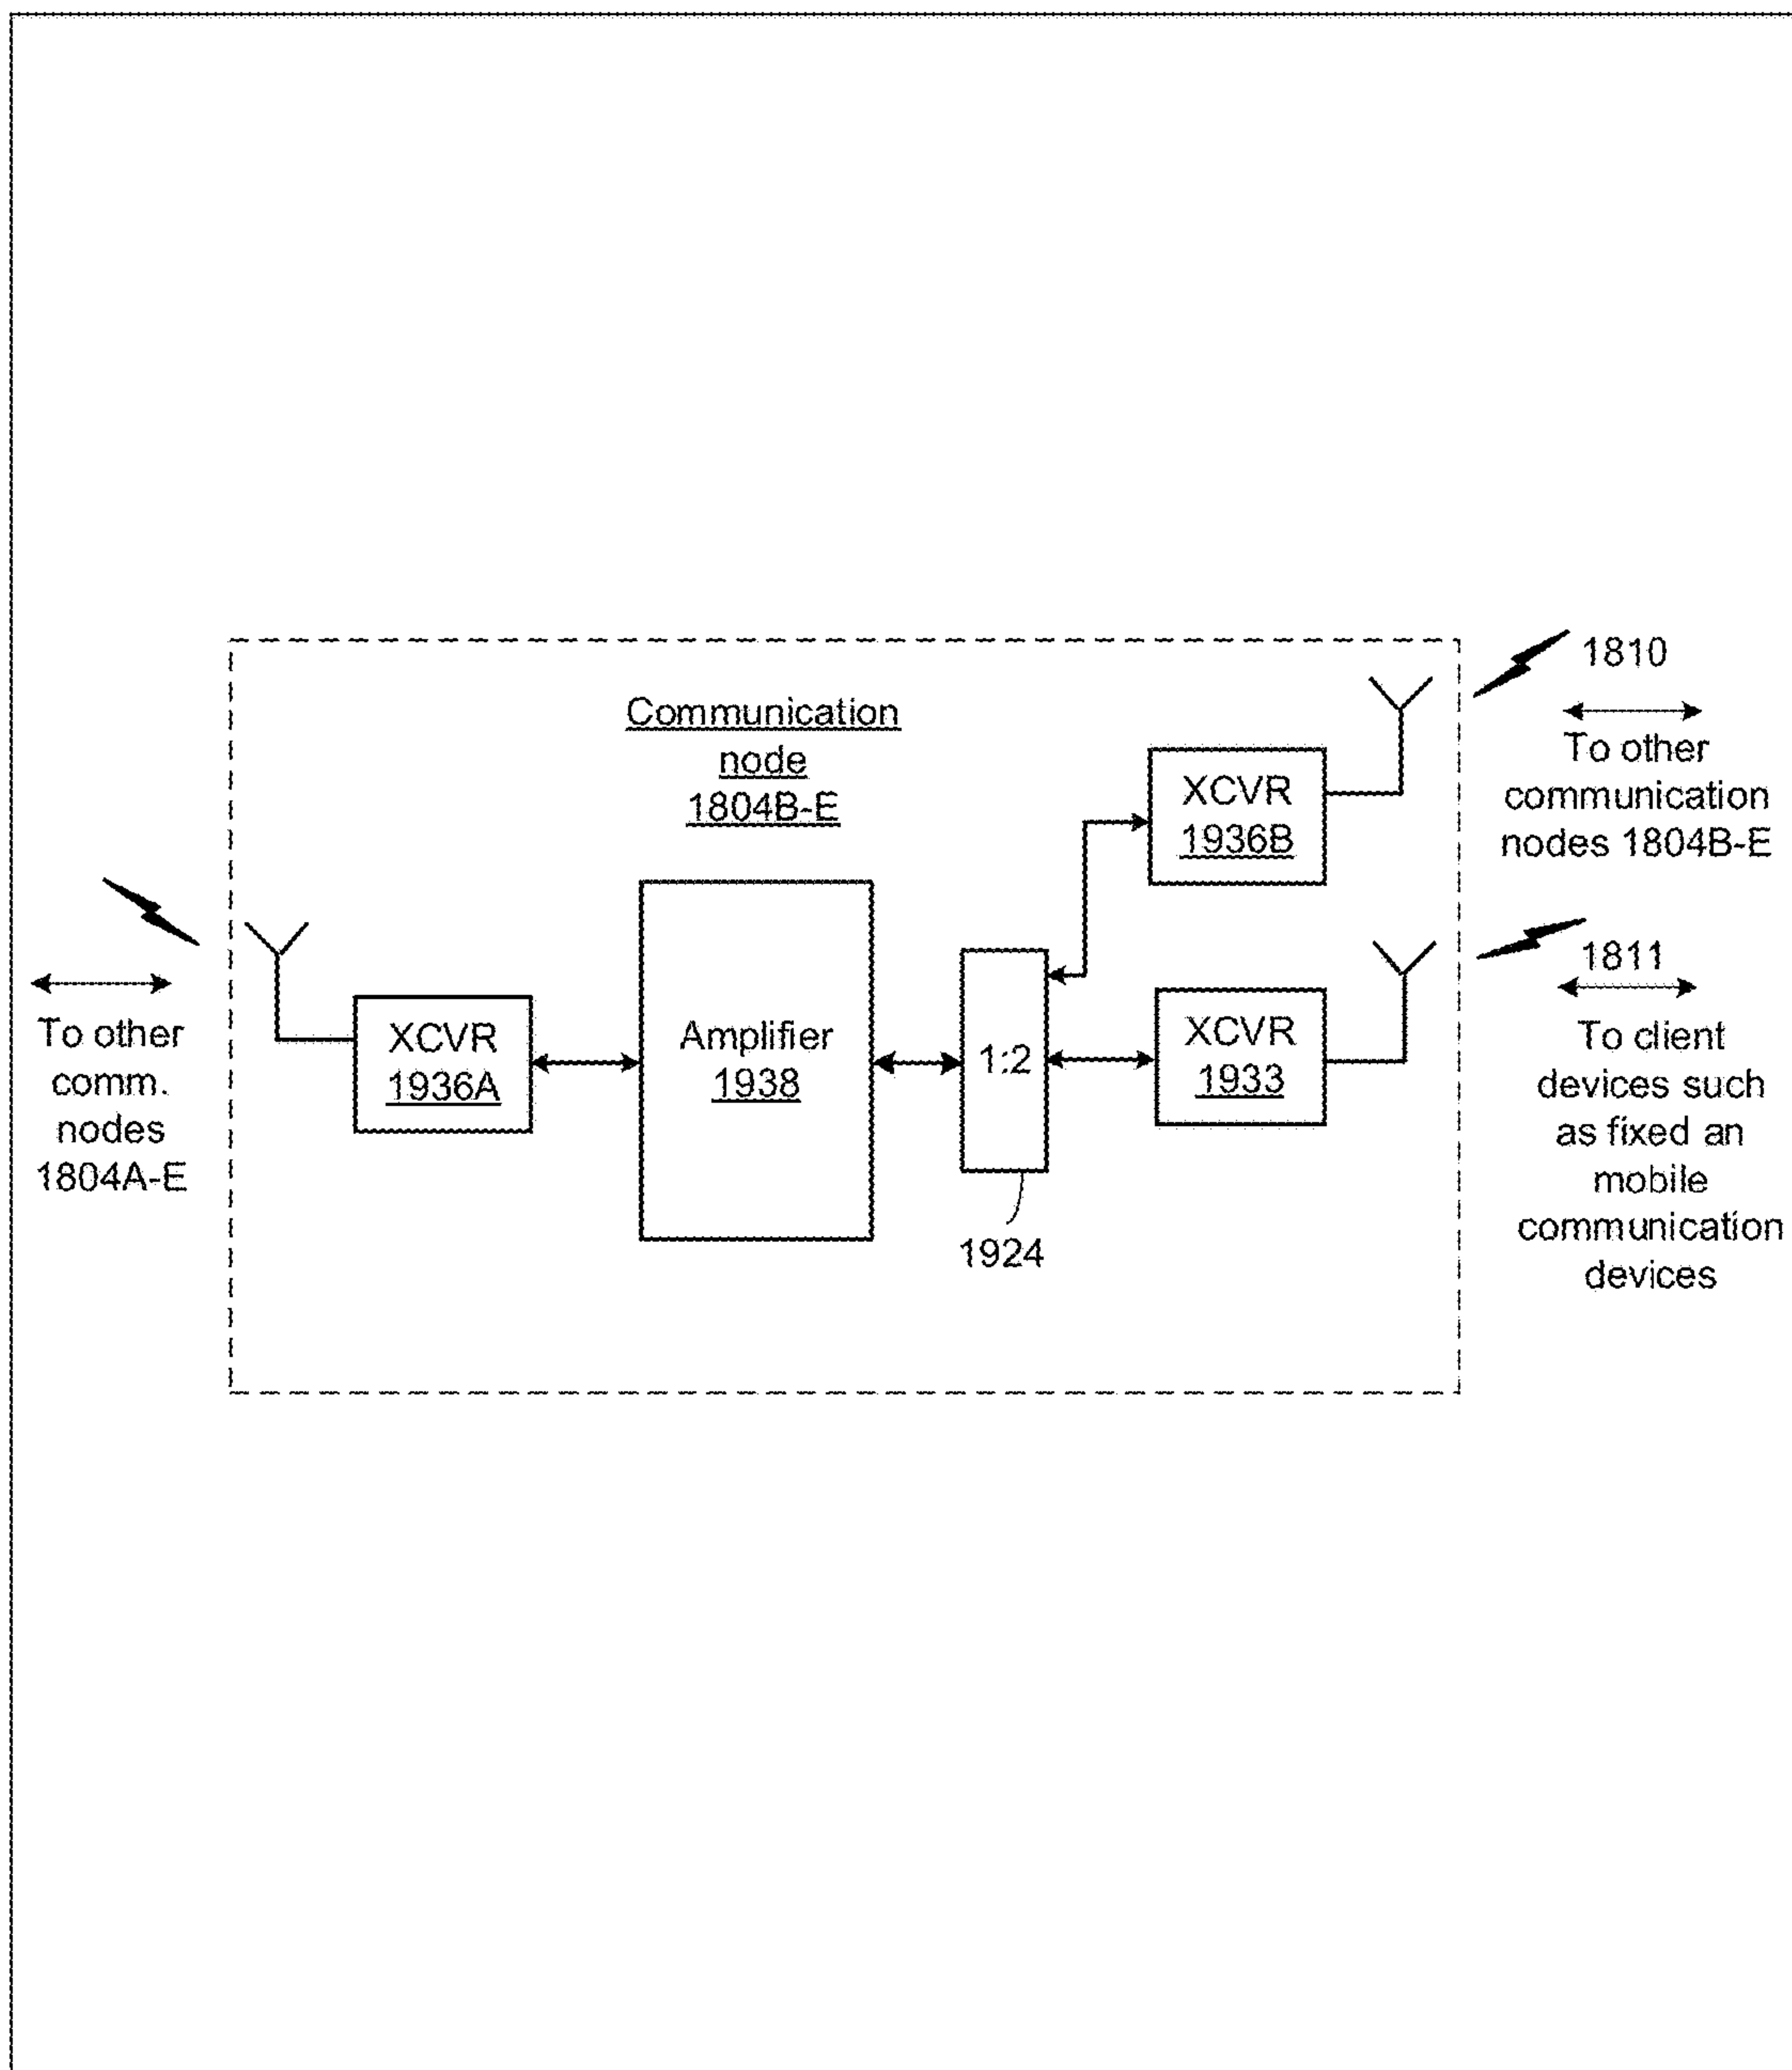 Communication
node
1804B-E
1810
To other
communication
nodes 1804B-E
XCVR
1936B
To other
comm.
nodes
1804A-E
XCVR
1936A
Amplifier
1938
1:2
1924
XCVR
1933
1811
To client
devices such
as fixed an
mobile
communication
devices